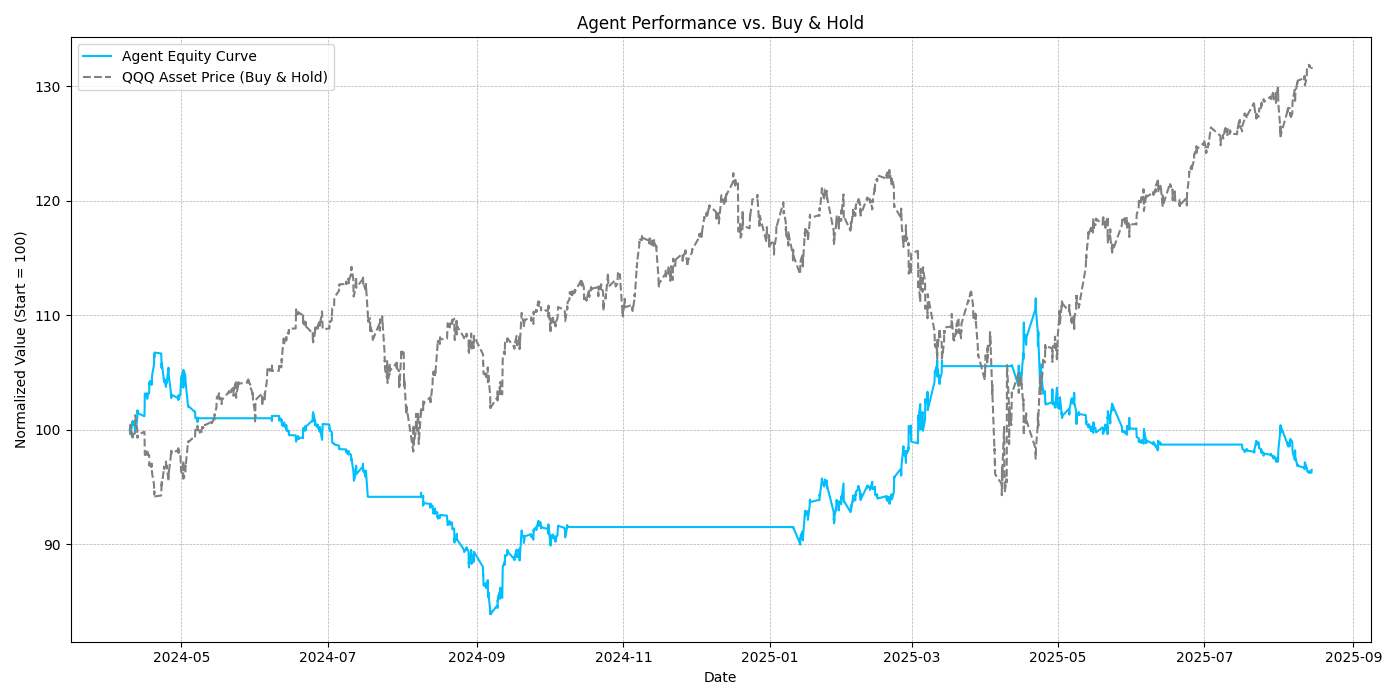 Agent Performance vs. Buy & Hold
Agent Equity Curve
QQQ Asset Price (Buy & Hold)
Normalized Value (Start = 100)
130
120
110
100
90
2024-05
2024-07
2024-09
2024-11
2025-01
2025-03
2025-05
2025-07
2025-09
Date